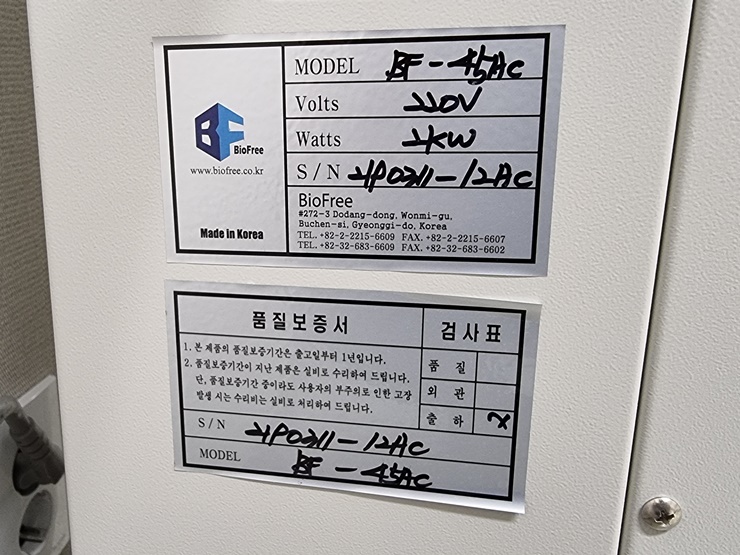 MODEL BF-45AC
Volts 220V
Watts 2KW
S/N 21P0311-12AC
BF BioFree
www.biofree.co.kr
Made in Korea
BioFree
#272-3 Dodang-dong, Wonmi-gu,
Buchen-si, Gyeonggi-do, Korea
TEL. +82-2-2215-6609 FAX. +82-2-2215-6607
TEL. +82-32-683-6609 FAX. +82-32-683-6602
품질보증서
1. 본 제품의 품질보증기간은 출고일부터 1년입니다.
2. 품질보증기간이 지난 제품은 실비로 수리하여 드립니다.
단, 품질보증기간 중이라도 사용자의 부주의로 인한 고장
발생 시는 수리비는 실비로 처리하여 드립니다.
검사표
품 질
외 관
출 하
S/N 21P0311-12AC
MODEL BF-45AC